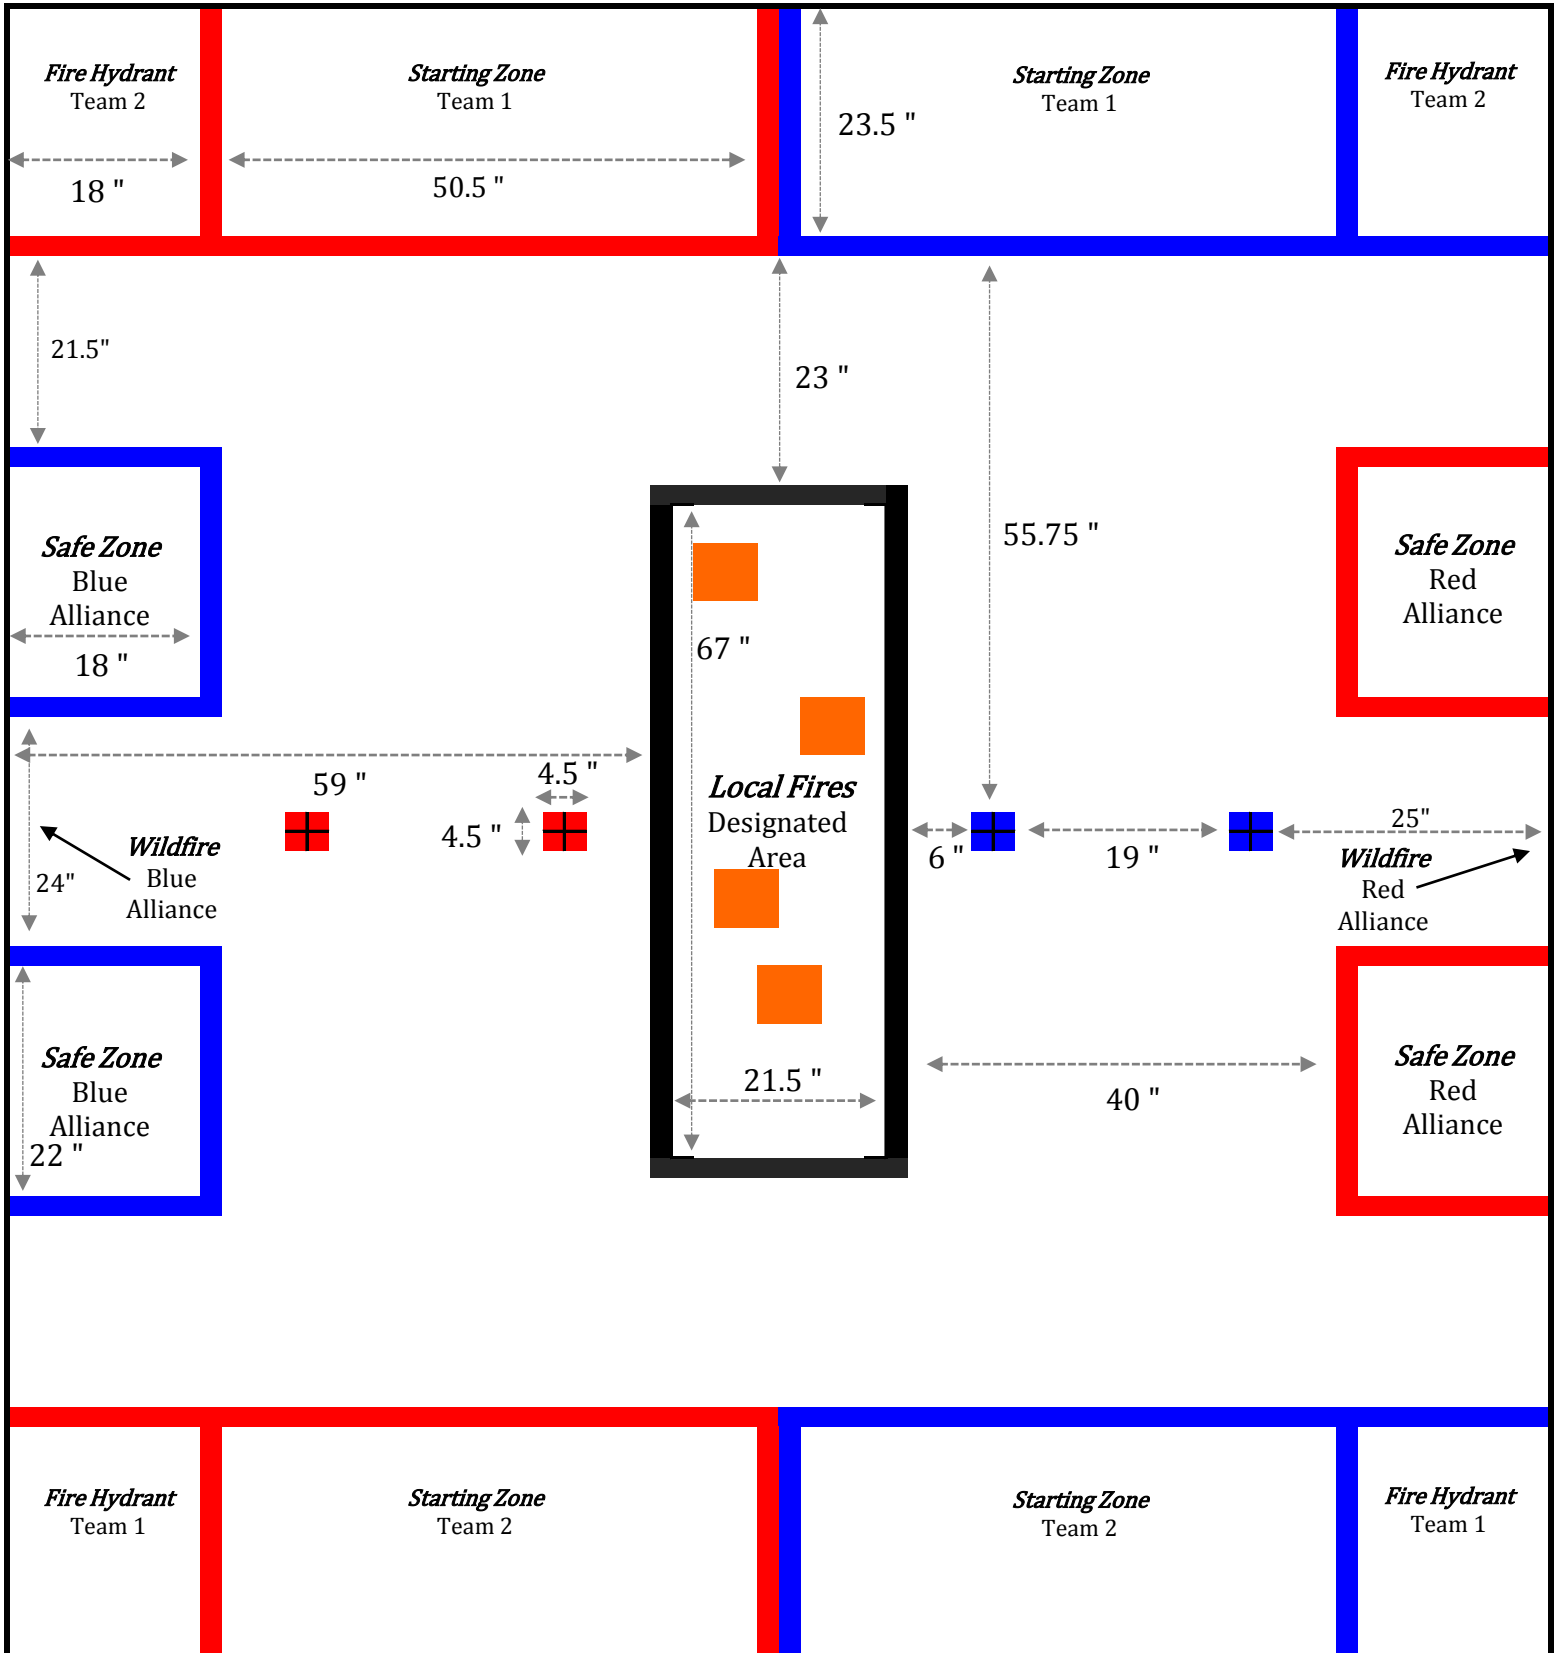 Fire Hydrant
Team 2
18 "
Starting Zone
Team 1
50.5 "
23.5 "
Starting Zone
Team 1
Fire Hydrant
Team 2
21.5"
23 "
55.75 "
Safe Zone
Blue
Alliance
18 "
67 "
Safe Zone
Red
Alliance
59 "
4.5 "
4.5 "
Local Fires
Designated
Area
6 "
19 "
25"
Wildfire
Blue
Alliance
24"
Wildfire
Red
Alliance
Safe Zone
Blue
Alliance
22 "
21.5 "
40 "
Safe Zone
Red
Alliance
Fire Hydrant
Team 1
Starting Zone
Team 2
Starting Zone
Team 2
Fire Hydrant
Team 1